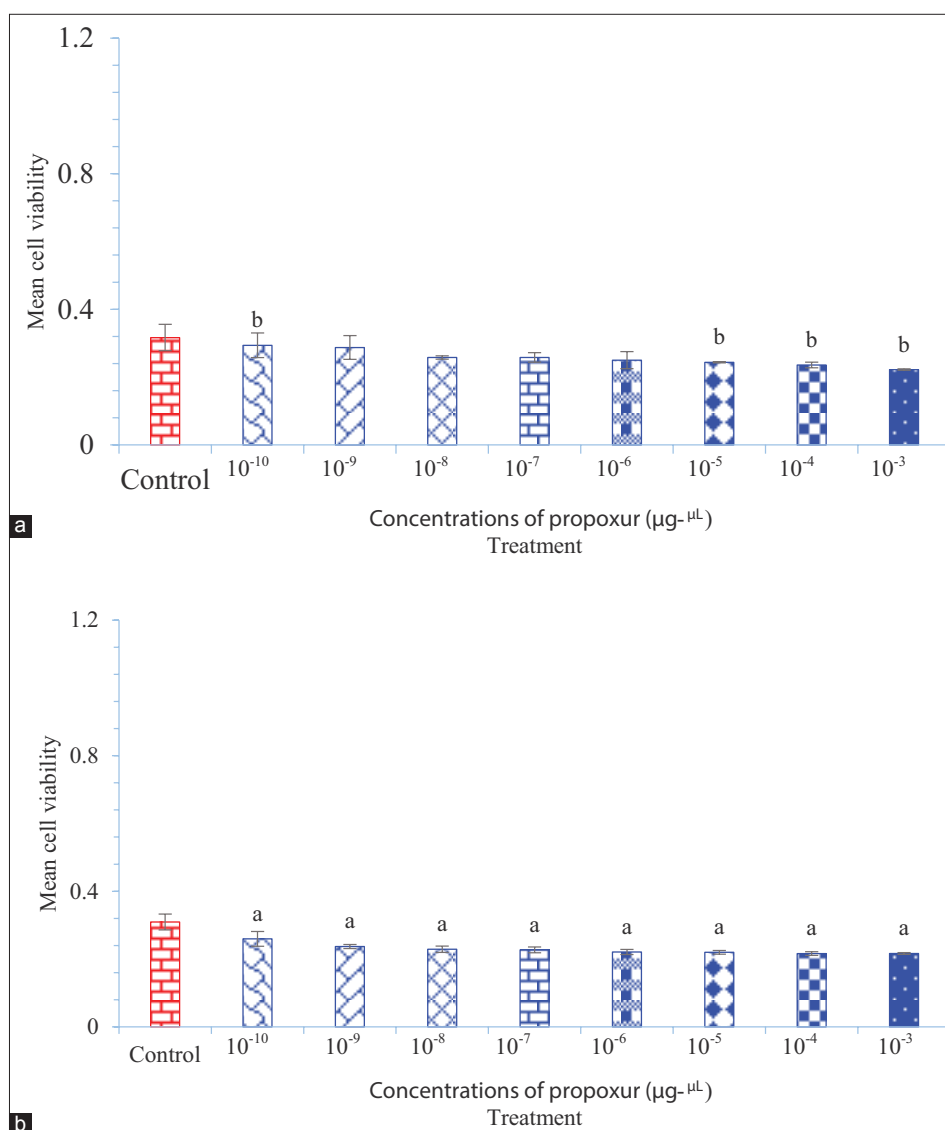 1.2
0.8
0.4
0
Mean cell viability
b b b b
Control 10⁻¹⁰ 10⁻⁹ 10⁻⁸ 10⁻⁷ 10⁻⁶ 10⁻⁵ 10⁻⁴ 10⁻³
Concentrations of propoxur (µg-µL)
Treatment
a
1.2
0.8
0.4
0
Mean cell viability
a a a a a a a a
Control 10⁻¹⁰ 10⁻⁹ 10⁻⁸ 10⁻⁷ 10⁻⁶ 10⁻⁵ 10⁻⁴ 10⁻³
Concentrations of propoxur (µg-µL)
Treatment
b